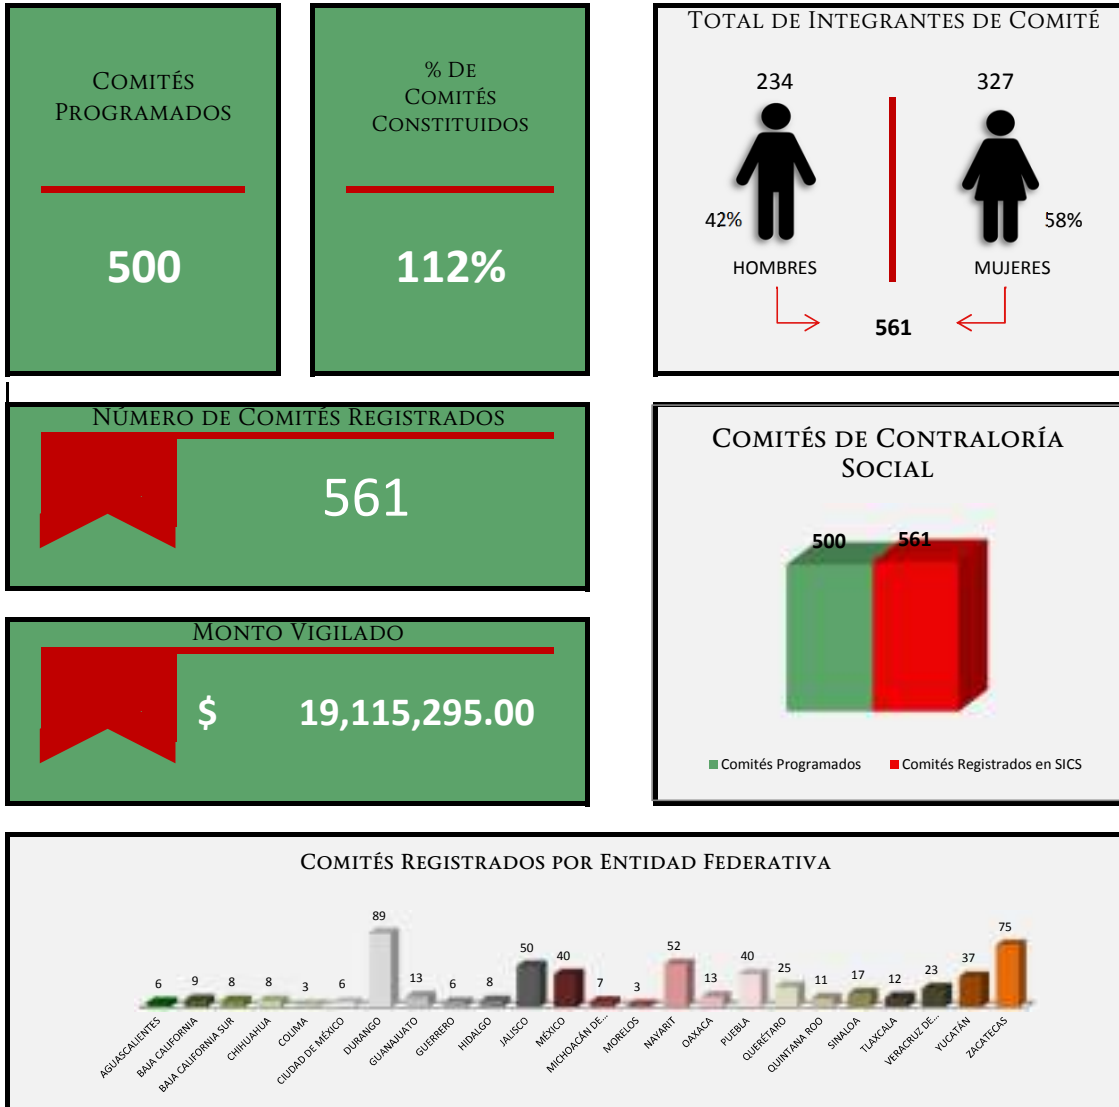 COMITÉS
PROGRAMADOS
500
% DE
COMITÉS
CONSTITUIDOS
112%
TOTAL DE INTEGRANTES DE COMITÉ
234
327
42%
58%
HOMBRES
MUJERES
561
NÚMERO DE COMITÉS REGISTRADOS
561
MONTO VIGILADO
$ 19,115,295.00
COMITÉS DE CONTRALORÍA
SOCIAL
500
561
Comités Programados
Comités Registrados en SICS
COMITÉS REGISTRADOS POR ENTIDAD FEDERATIVA
6
9
8
8
3
6
89
13
6
8
50
40
7
3
52
13
40
25
11
17
12
23
37
75
AGUASCALIENTES
BAJA CALIFORNIA
BAJA CALIFORNIA SUR
CHIHUAHUA
COLIMA
CIUDAD DE MÉXICO
DURANGO
GUANAJUATO
GUERRERO
HIDALGO
JALISCO
MÉXICO
MICHOACÁN DE...
MORELOS
NAYARIT
OAXACA
PUEBLA
QUERÉTARO
QUINTANA ROO
SINALOA
TLAXCALA
VERACRUZ DE...
YUCATÁN
ZACATECAS